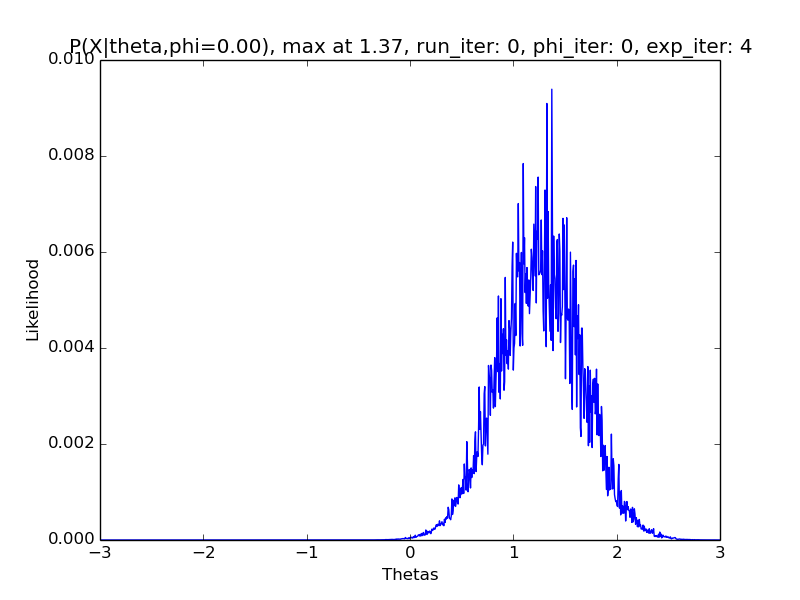 P(X|theta,phi=0.00), max at 1.37, run_iter: 0, phi_iter: 0, exp_iter: 4
0.010
0.008
0.006
0.004
0.002
0.000
Likelihood
−3 −2 −1 0 1 2 3
Thetas